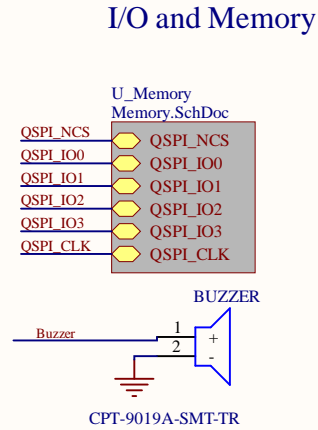 I/O and Memory
U_Memory
Memory.SchDoc
QSPI_NCS QSPI_NCS
QSPI_IO0 QSPI_IO0
QSPI_IO1 QSPI_IO1
QSPI_IO2 QSPI_IO2
QSPI_IO3 QSPI_IO3
QSPI_CLK QSPI_CLK
BUZZER
Buzzer 1 +
2 -
CPT-9019A-SMT-TR